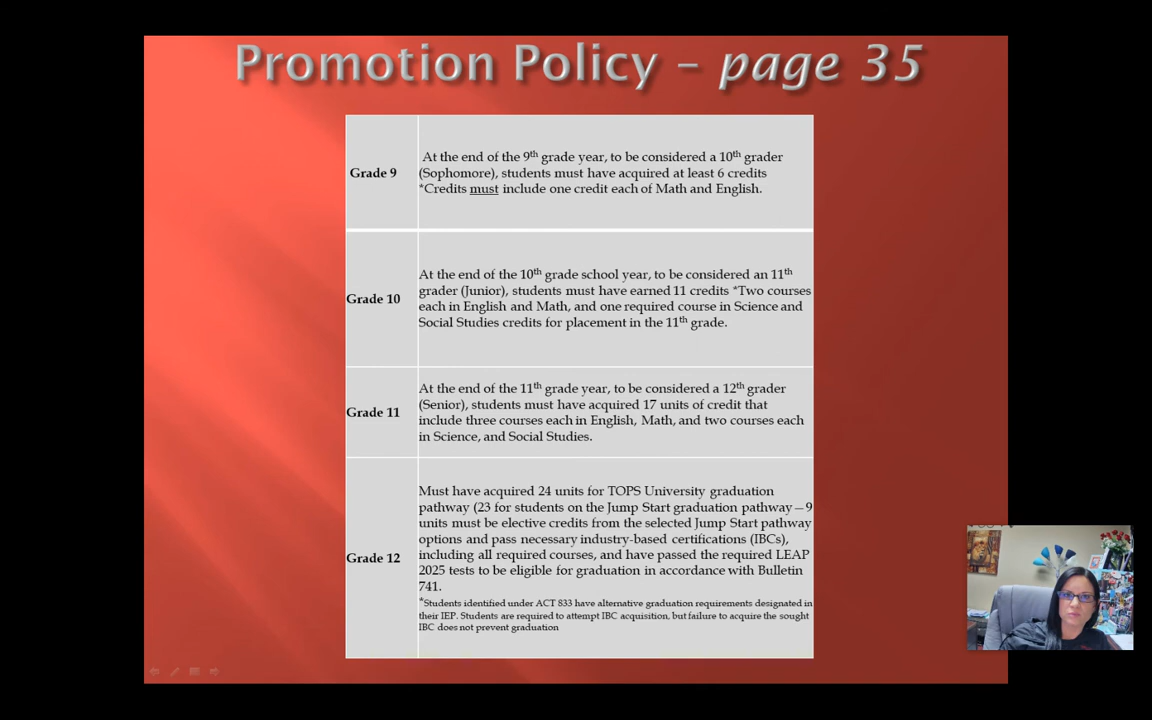 Promotion Policy – page 35
Grade 9
At the end of the 9th grade year, to be considered a 10th grader
(Sophomore), students must have acquired at least 6 credits
*Credits must include one credit each of Math and English.
Grade 10
At the end of the 10th grade school year, to be considered an 11th
grader (Junior), students must have earned 11 credits *Two courses
each in English and Math, and one required course in Science and
Social Studies credits for placement in the 11th grade.
Grade 11
At the end of the 11th grade year, to be considered a 12th grader
(Senior), students must have acquired 17 units of credit that
include three courses each in English, Math, and two courses each
in Science, and Social Studies.
Grade 12
Must have acquired 24 units for TOPS University graduation
pathway (23 for students on the Jump Start graduation pathway—9
units must be elective credits from the selected Jump Start pathway
options and pass necessary industry-based certifications (IBCs),
including all required courses, and have passed the required LEAP
2025 tests to be eligible for graduation in accordance with Bulletin
741.
*Students identified under ACT 833 have alternative graduation requirements designated in
their IEP. Students are required to attempt IBC acquisition, but failure to acquire the sought
IBC does not prevent graduation